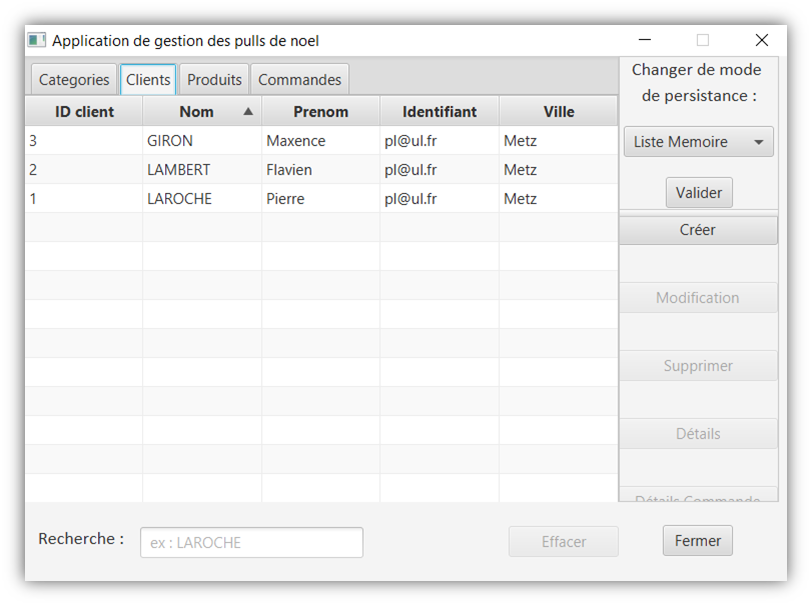 Application de gestion des pulls de noel
Categories Clients Produits Commandes
ID client Nom Prenom Identifiant Ville
3 GIRON Maxence pl@ul.fr Metz
2 LAMBERT Flavien pl@ul.fr Metz
1 LAROCHE Pierre pl@ul.fr Metz
Changer de mode
de persistance :
Liste Memoire
Valider
Créer
Modification
Supprimer
Détails
Détails Commande
Recherche : ex : LAROCHE Effacer Fermer